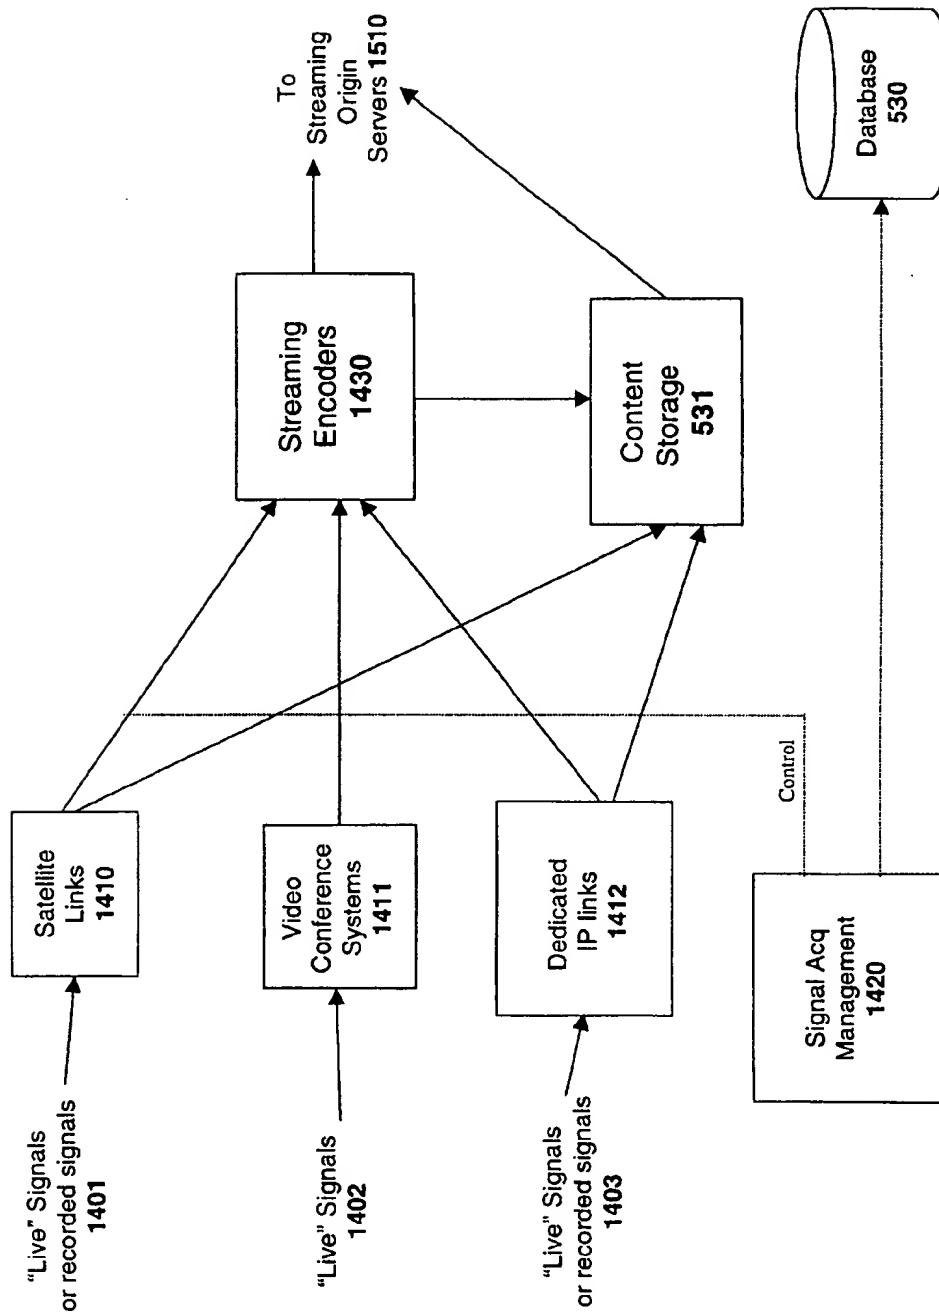 "Live" Signals
or recorded signals
1401
Satellite
Links
1410
"Live" Signals
1402
Video
Conference
Systems
1411
"Live" Signals
or recorded signals
1403
Dedicated
IP links
1412
Signal Acq
Management
1420
Control
Streaming
Encoders
1430
Content
Storage
531
To
Streaming
Origin
Servers 1510
Database
530